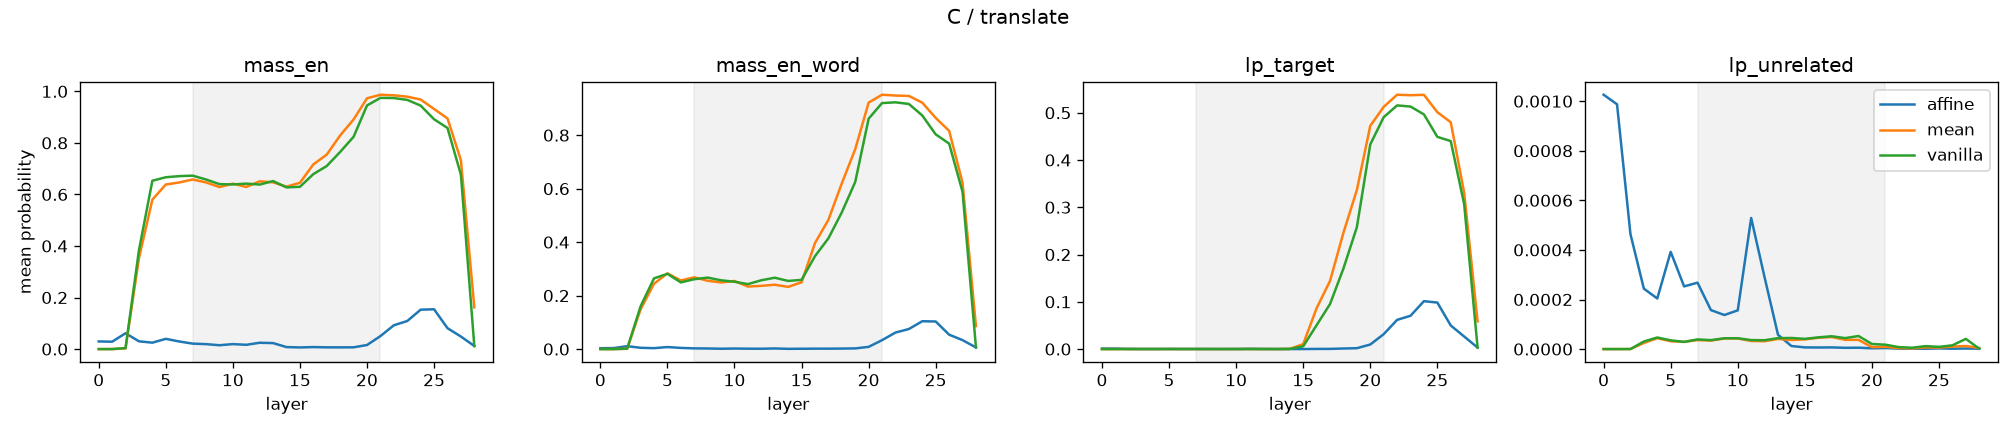 C / translate
mass_en
mean probability
1.0
0.8
0.6
0.4
0.2
0.0
0 5 10 15 20 25
layer
mass_en_word
0.8
0.6
0.4
0.2
0.0
0 5 10 15 20 25
layer
lp_target
0.5
0.4
0.3
0.2
0.1
0.0
0 5 10 15 20 25
layer
lp_unrelated
0.0010
0.0008
0.0006
0.0004
0.0002
0.0000
0 5 10 15 20 25
layer
affine
mean
vanilla